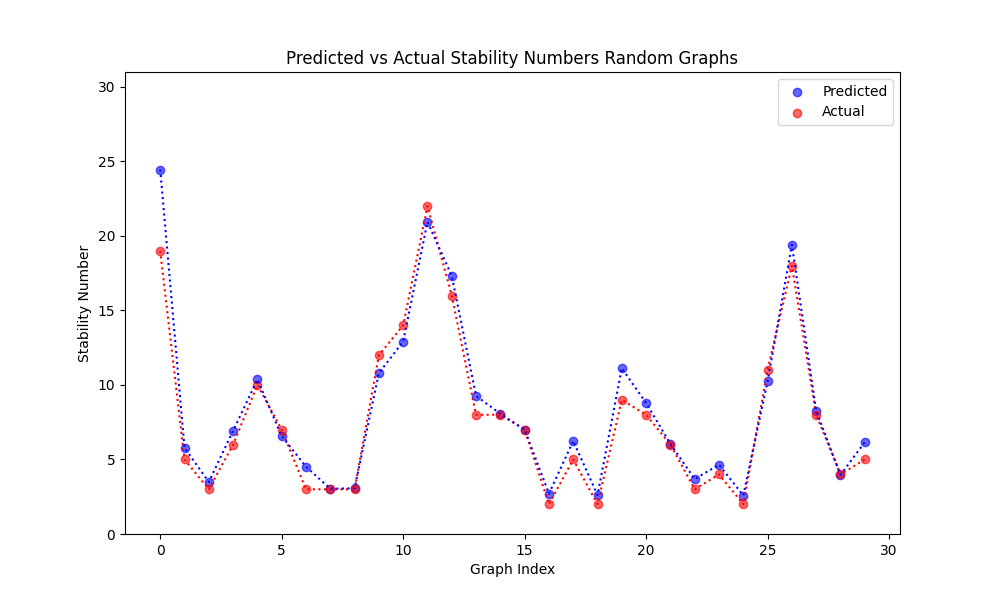 Predicted vs Actual Stability Numbers Random Graphs
Predicted
Actual
Stability Number
30
25
20
15
10
5
0
0 5 10 15 20 25 30
Graph Index